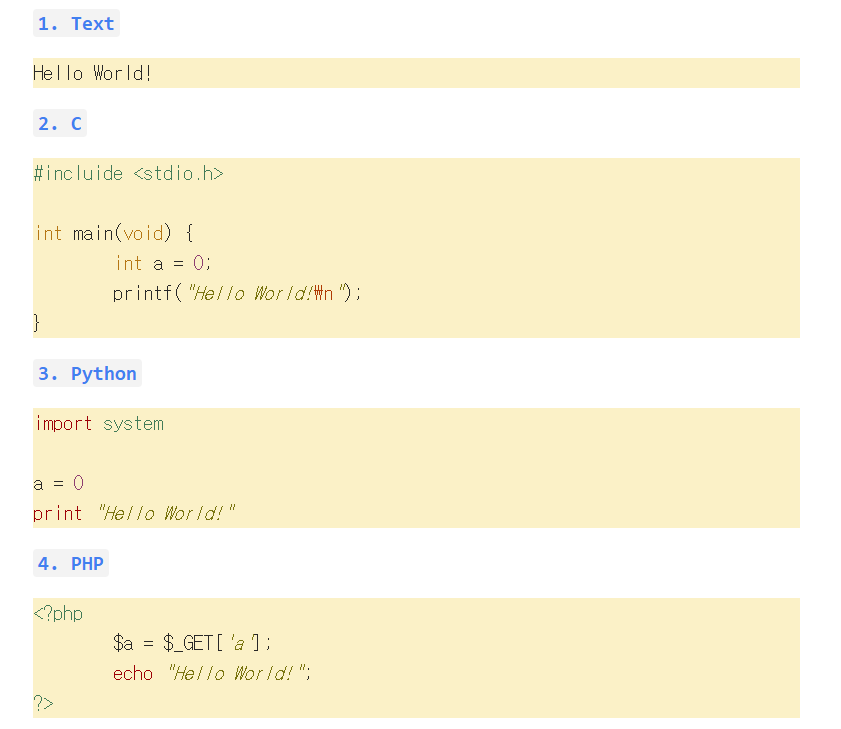 1. Text
Hello World!
2. C
#incluide <stdio.h>
int main(void) {
int a = 0;
printf("Hello World!₩n");
}
3. Python
import system
a = 0
print "Hello World!"
4. PHP
<?php
$a = $_GET['a'];
echo "Hello World!";
?>